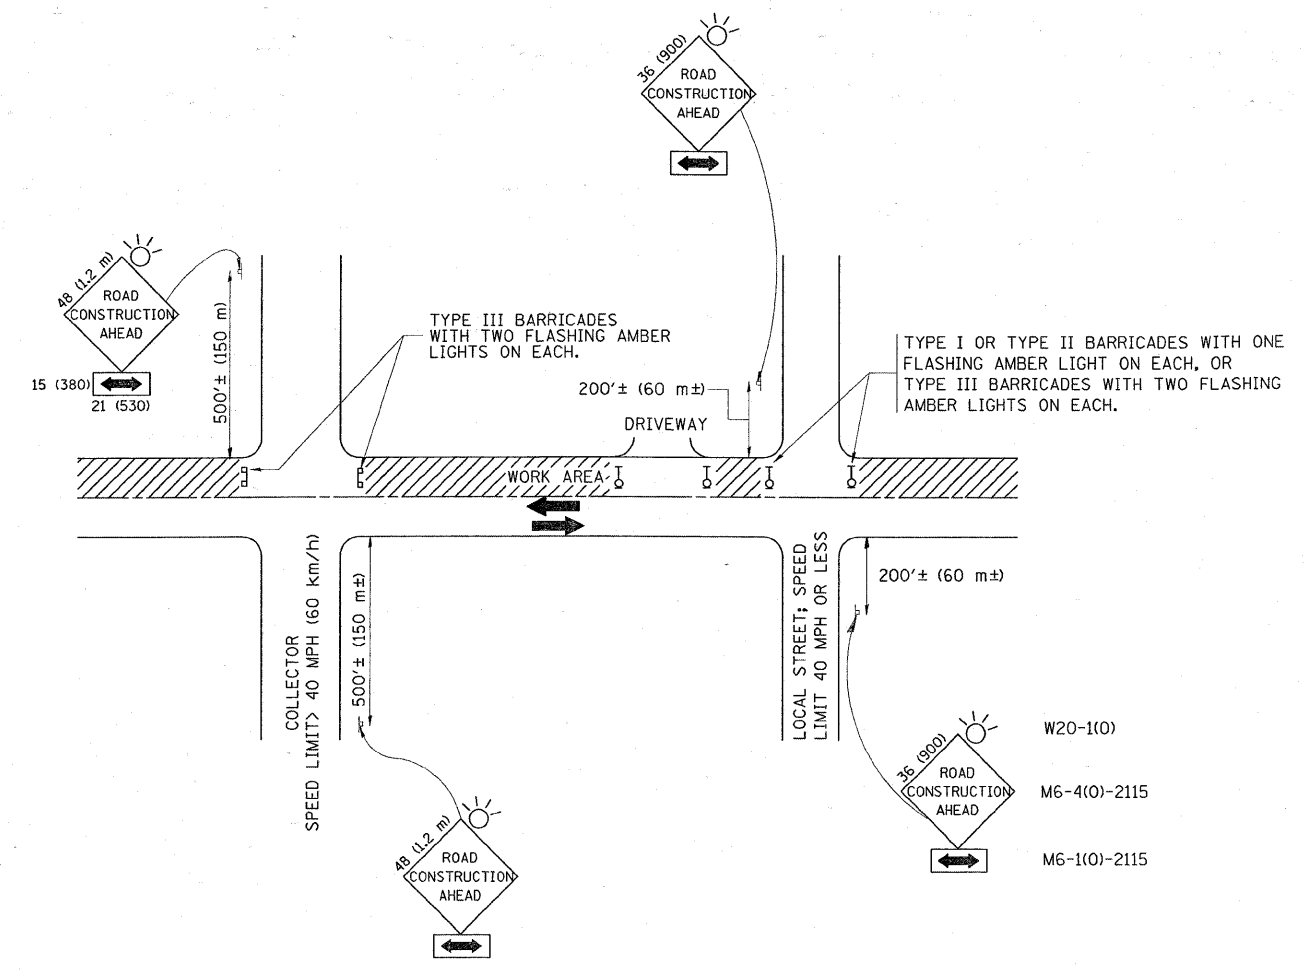 36 (900)
ROAD
CONSTRUCTION
AHEAD
48 (1.2 m)
ROAD
CONSTRUCTION
AHEAD
15 (380)
21 (530)
500'± (150 m)
TYPE III BARRICADES
WITH TWO FLASHING AMBER
LIGHTS ON EACH.
200'± (60 m±)
DRIVEWAY
TYPE I OR TYPE II BARRICADES WITH ONE
FLASHING AMBER LIGHT ON EACH, OR
TYPE III BARRICADES WITH TWO FLASHING
AMBER LIGHTS ON EACH.
WORK AREA
COLLECTOR
SPEED LIMIT> 40 MPH (60 km/h)
500'± (150 m±)
LOCAL STREET; SPEED
LIMIT 40 MPH OR LESS
200'± (60 m±)
48 (1.2 m)
ROAD
CONSTRUCTION
AHEAD
36 (900)
ROAD
CONSTRUCTION
AHEAD
W20-1(O)
M6-4(O)-2115
M6-1(O)-2115